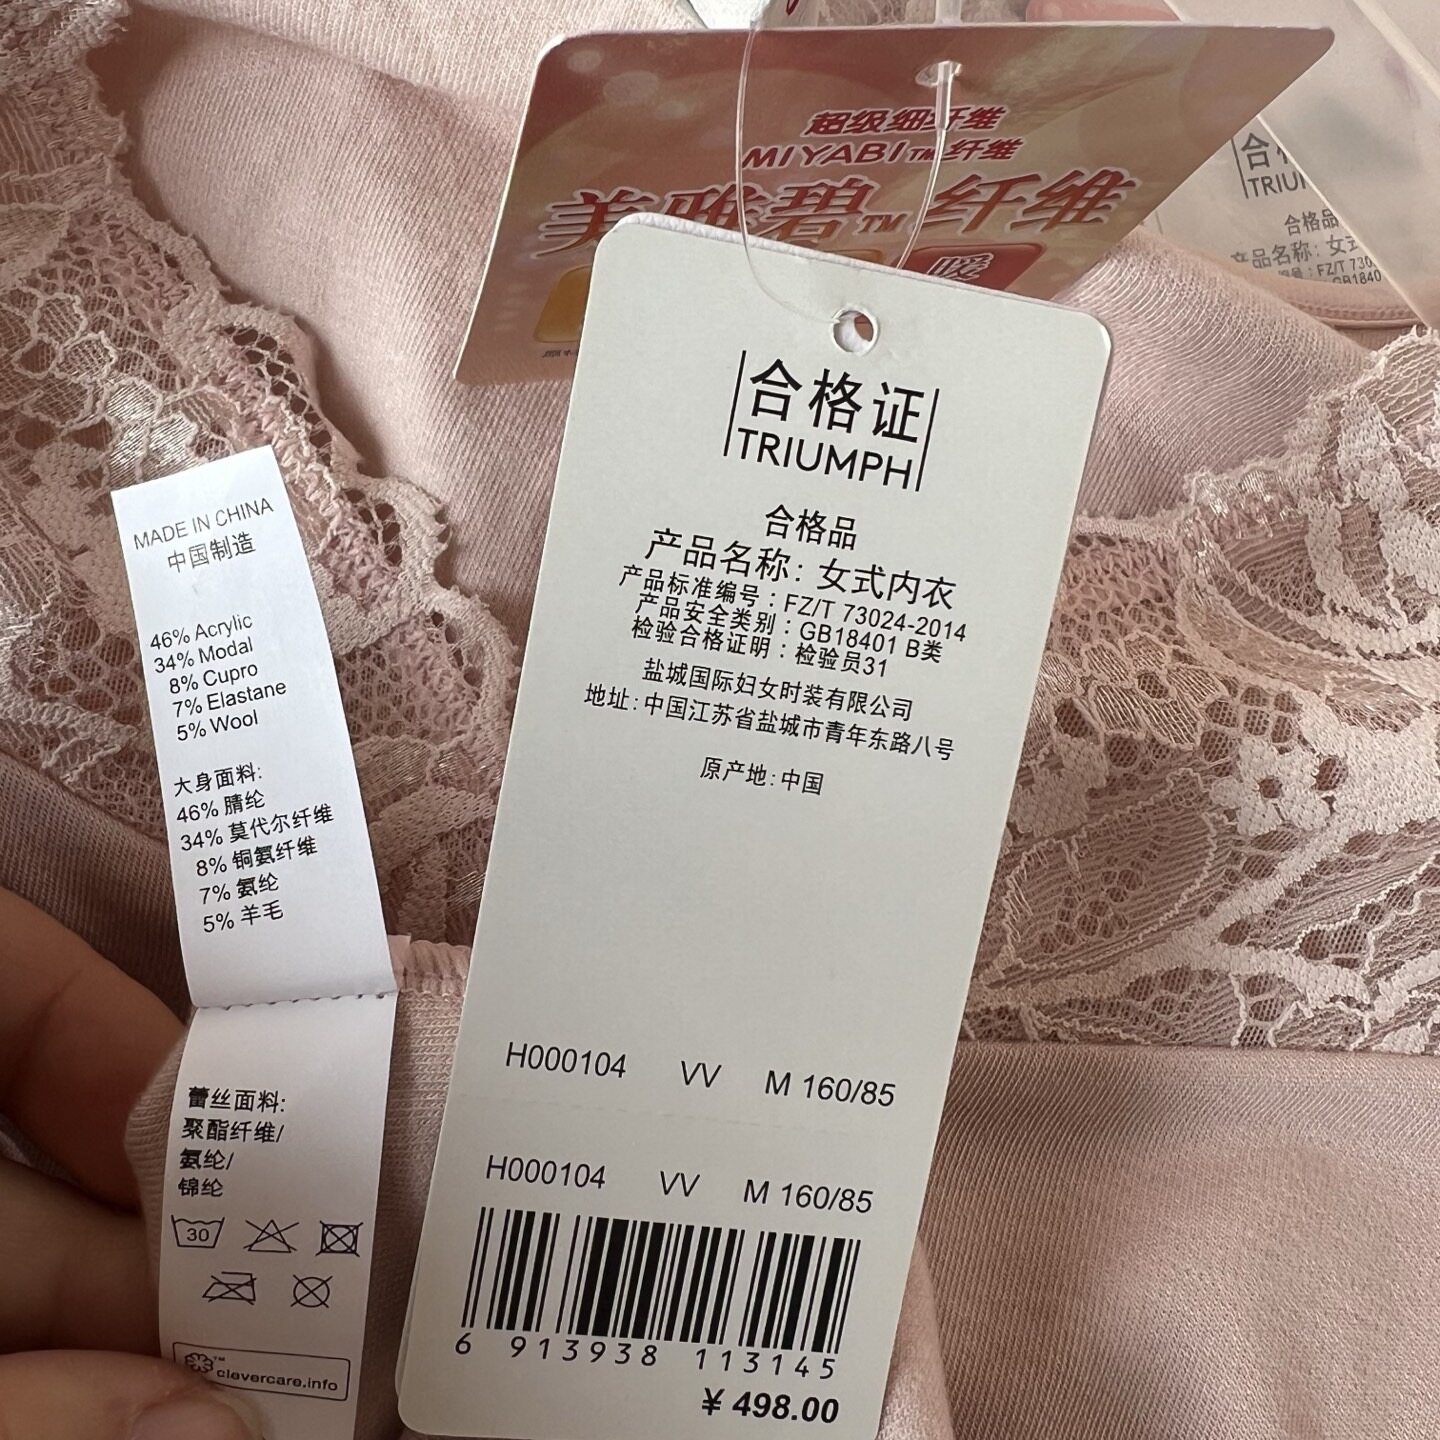 超级细纤维
MIYABI™纤维
美雅碧™纤维
暖
合格证
TRIUMPH
合格品
产品名称：女式内衣
产品标准编号：FZ/T 73024-2014
产品安全类别：GB18401 B类
检验合格证明：检验员31
盐城国际妇女时装有限公司
地址：中国江苏省盐城市青年东路八号
原产地：中国
H000104 VV M 160/85
H000104 VV M 160/85
6 913938 113145
¥ 498.00
MADE IN CHINA
中国制造
46% Acrylic
34% Modal
8% Cupro
7% Elastane
5% Wool
大身面料:
46% 腈纶
34% 莫代尔纤维
8% 铜氨纤维
7% 氨纶
5% 羊毛
蕾丝面料:
聚酯纤维/
氨纶/
锦纶
30
™
clevercare.info
合
TRIUM
合格品
产品名称：女式
编号：FZ/T 730
GB1840